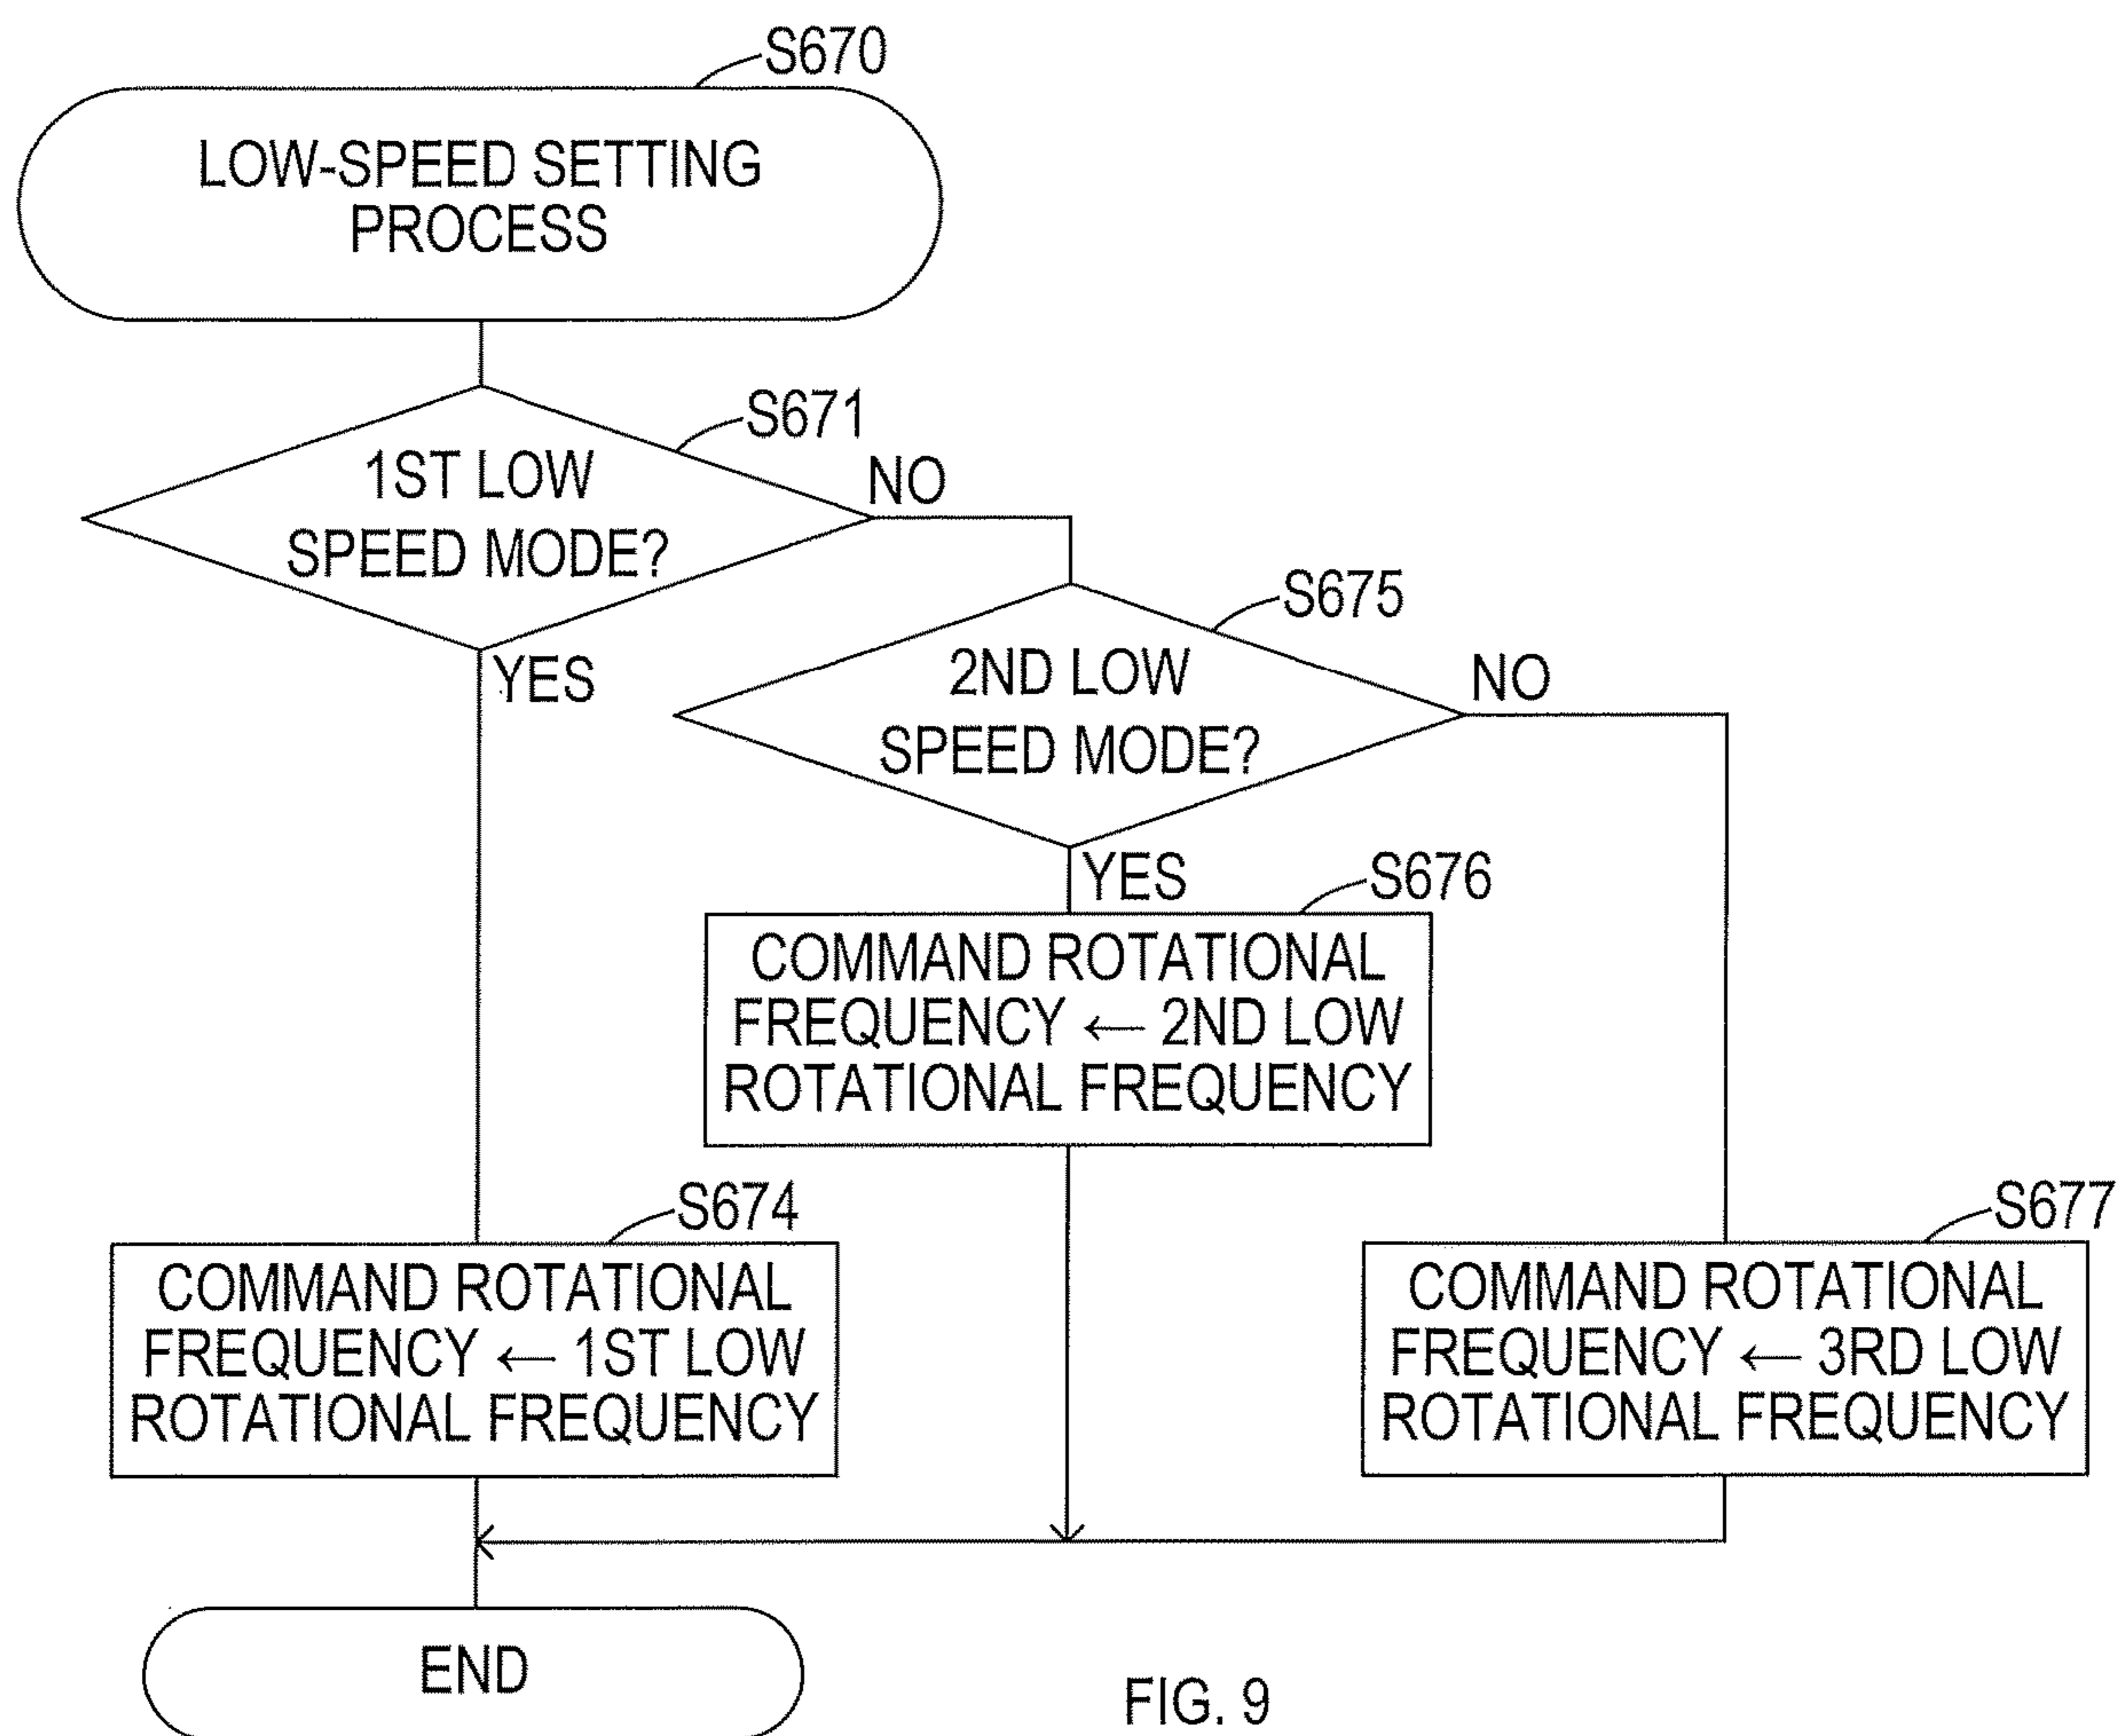 S670
LOW-SPEED SETTING
PROCESS
S671
1ST LOW
SPEED MODE?
NO
YES
S675
2ND LOW
SPEED MODE?
NO
YES
S676
COMMAND ROTATIONAL
FREQUENCY ← 2ND LOW
ROTATIONAL FREQUENCY
S674
COMMAND ROTATIONAL
FREQUENCY ← 1ST LOW
ROTATIONAL FREQUENCY
S677
COMMAND ROTATIONAL
FREQUENCY ← 3RD LOW
ROTATIONAL FREQUENCY
END
FIG. 9